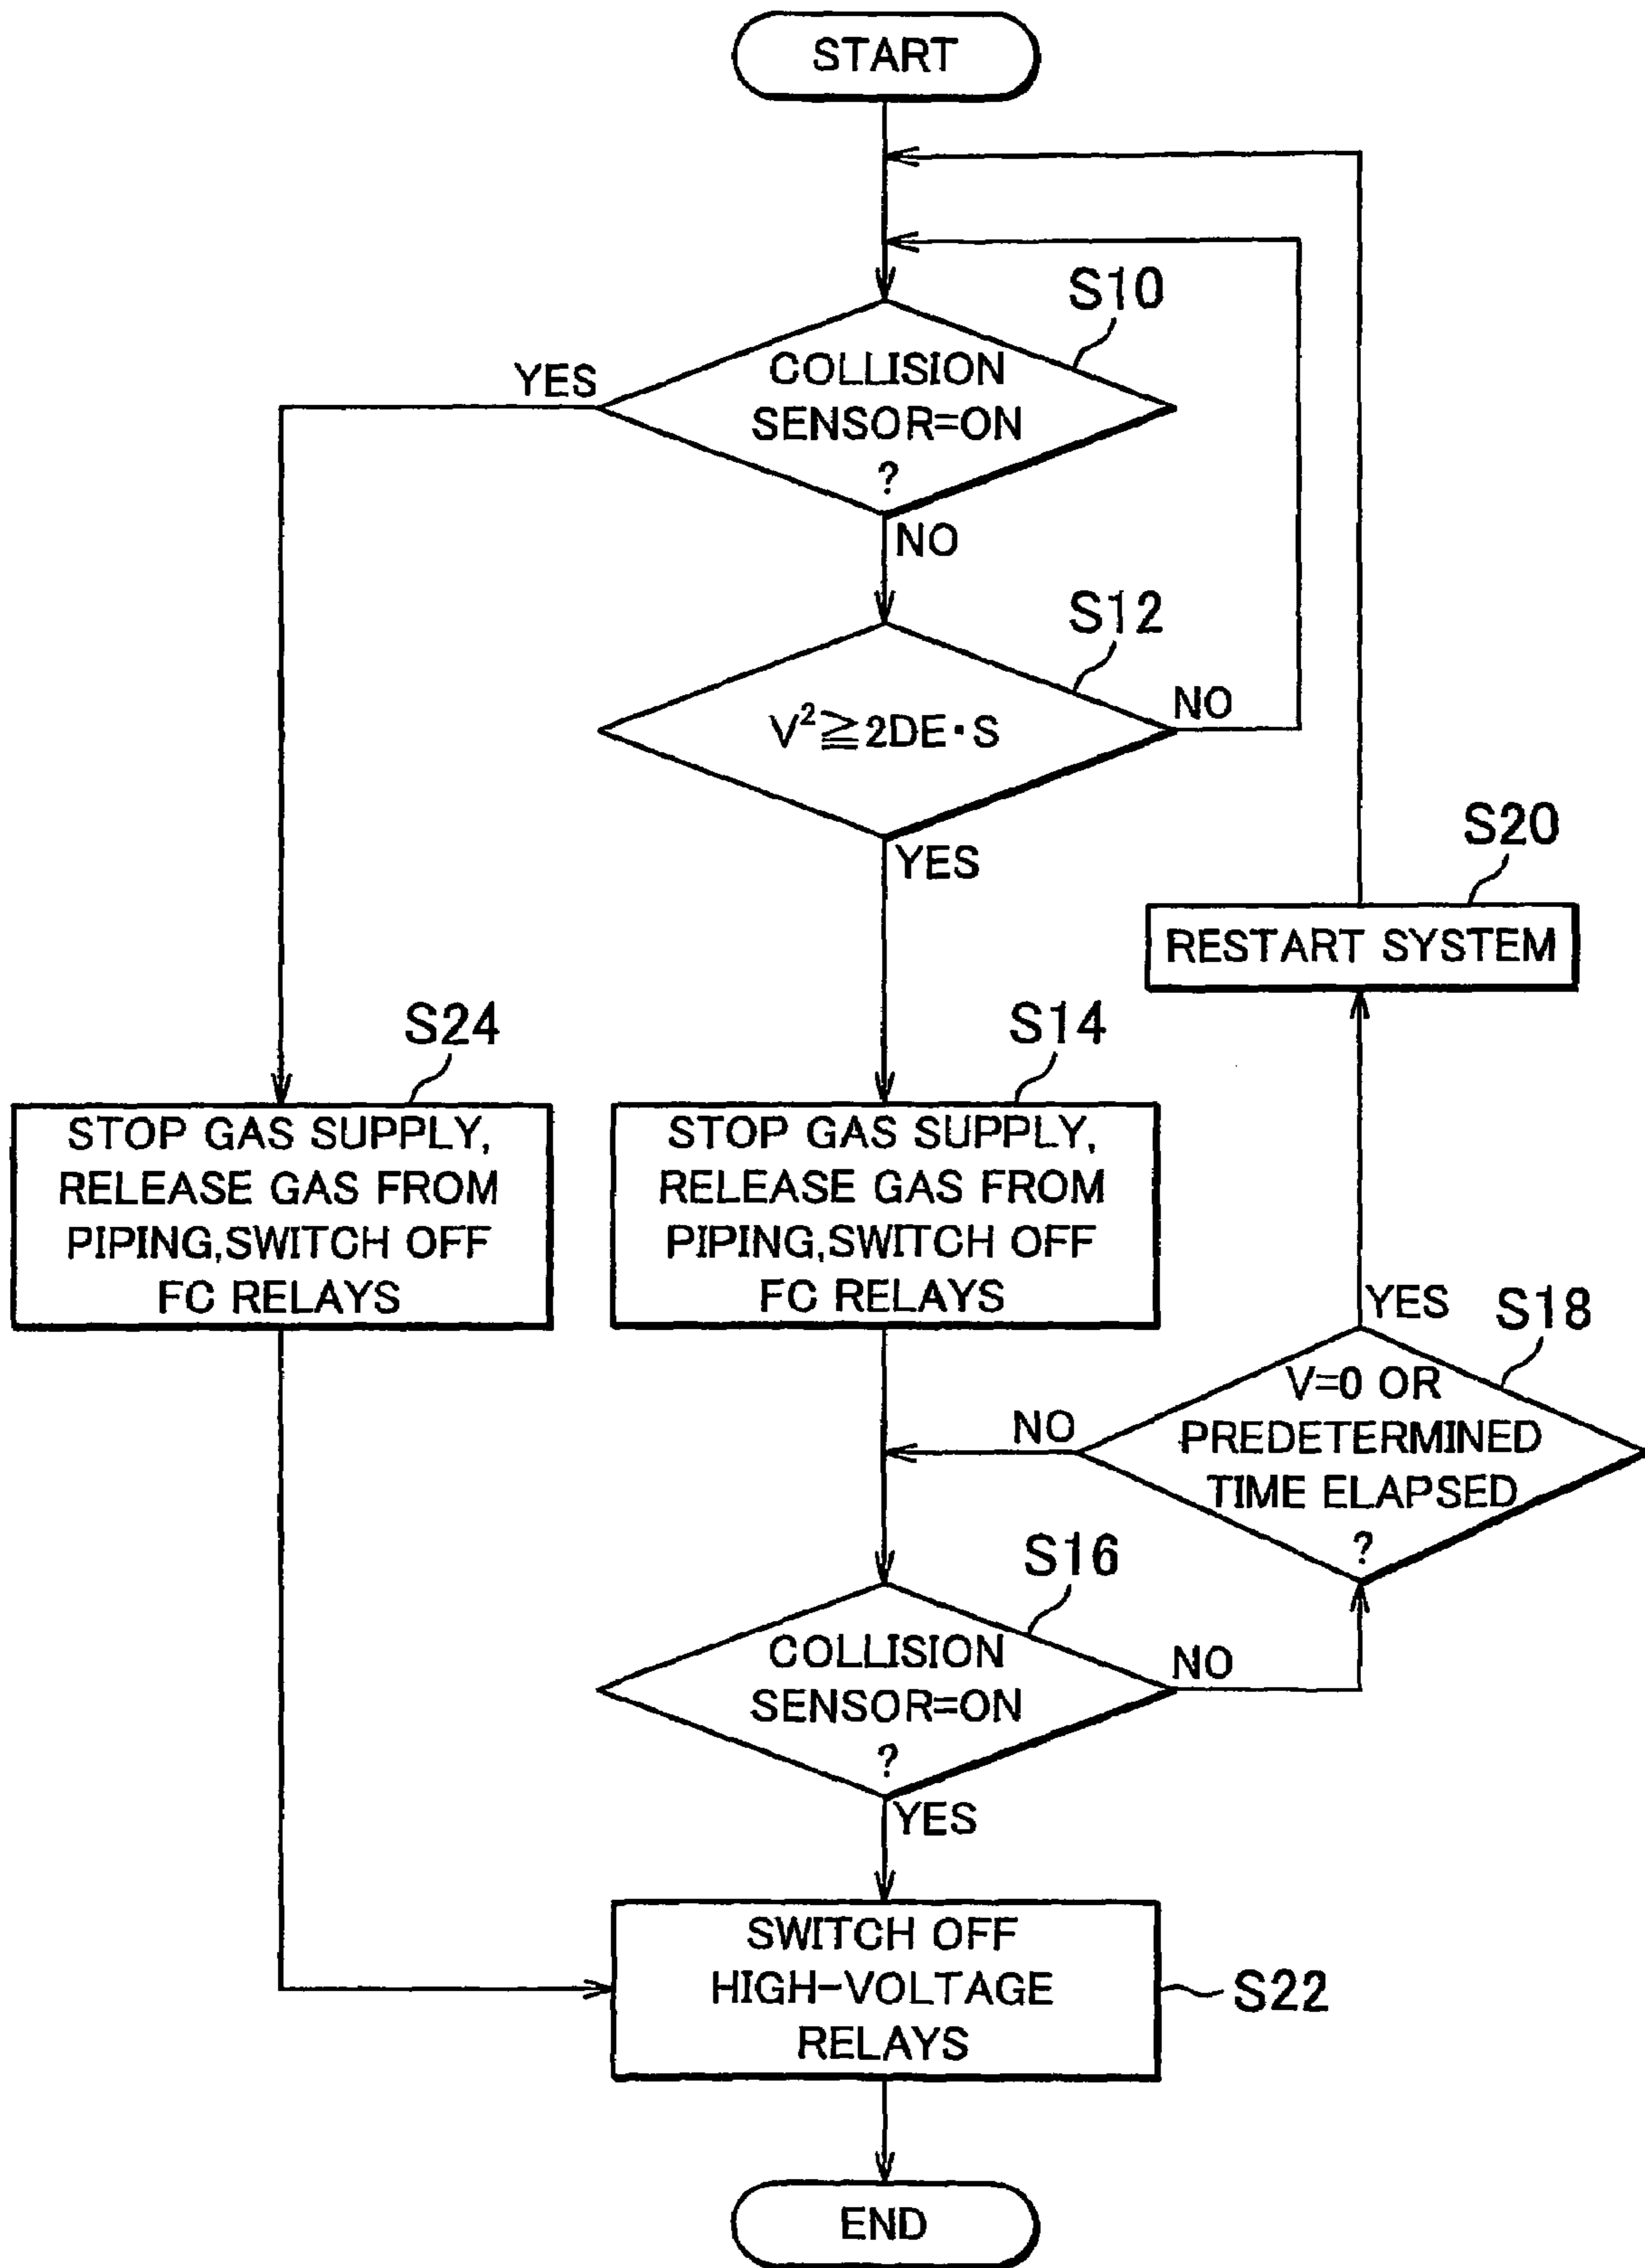 START
S10
COLLISION
SENSOR=ON
?
YES
NO
S12
V²≧2DE・S
NO
YES
S20
RESTART SYSTEM
S24
STOP GAS SUPPLY,
RELEASE GAS FROM
PIPING,SWITCH OFF
FC RELAYS
S14
STOP GAS SUPPLY,
RELEASE GAS FROM
PIPING,SWITCH OFF
FC RELAYS
YES
S18
V=0 OR
PREDETERMINED
TIME ELAPSED
?
NO
S16
COLLISION
SENSOR=ON
?
NO
YES
SWITCH OFF
HIGH-VOLTAGE
RELAYS
S22
END